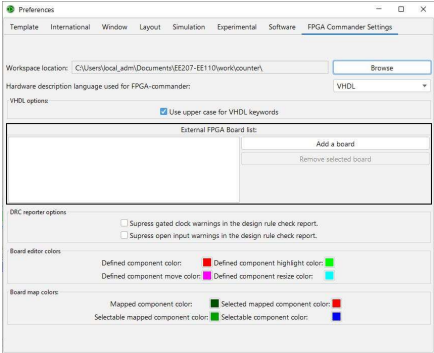 Preferences
Template International Window Layout Simulation Experimental Software FPGA Commander Settings
Workspace location: C:\Users\local_adm\Documents\EE207-EE110\work\counter\ Browse
Hardware description language used for FPGA-commander: VHDL
VHDL options:
Use upper case for VHDL keywords
External FPGA Board list:
Add a board
Remove selected board
DRC reporter options
Supress gated clock warnings in the design rule check report.
Supress open input warnings in the design rule check report.
Board editor colors
Defined component color: Defined component highlight color:
Defined component move color: Defined component resize color:
Board map colors:
Mapped component color: Selected mapped component color:
Selectable mapped component color: Selectable component color: